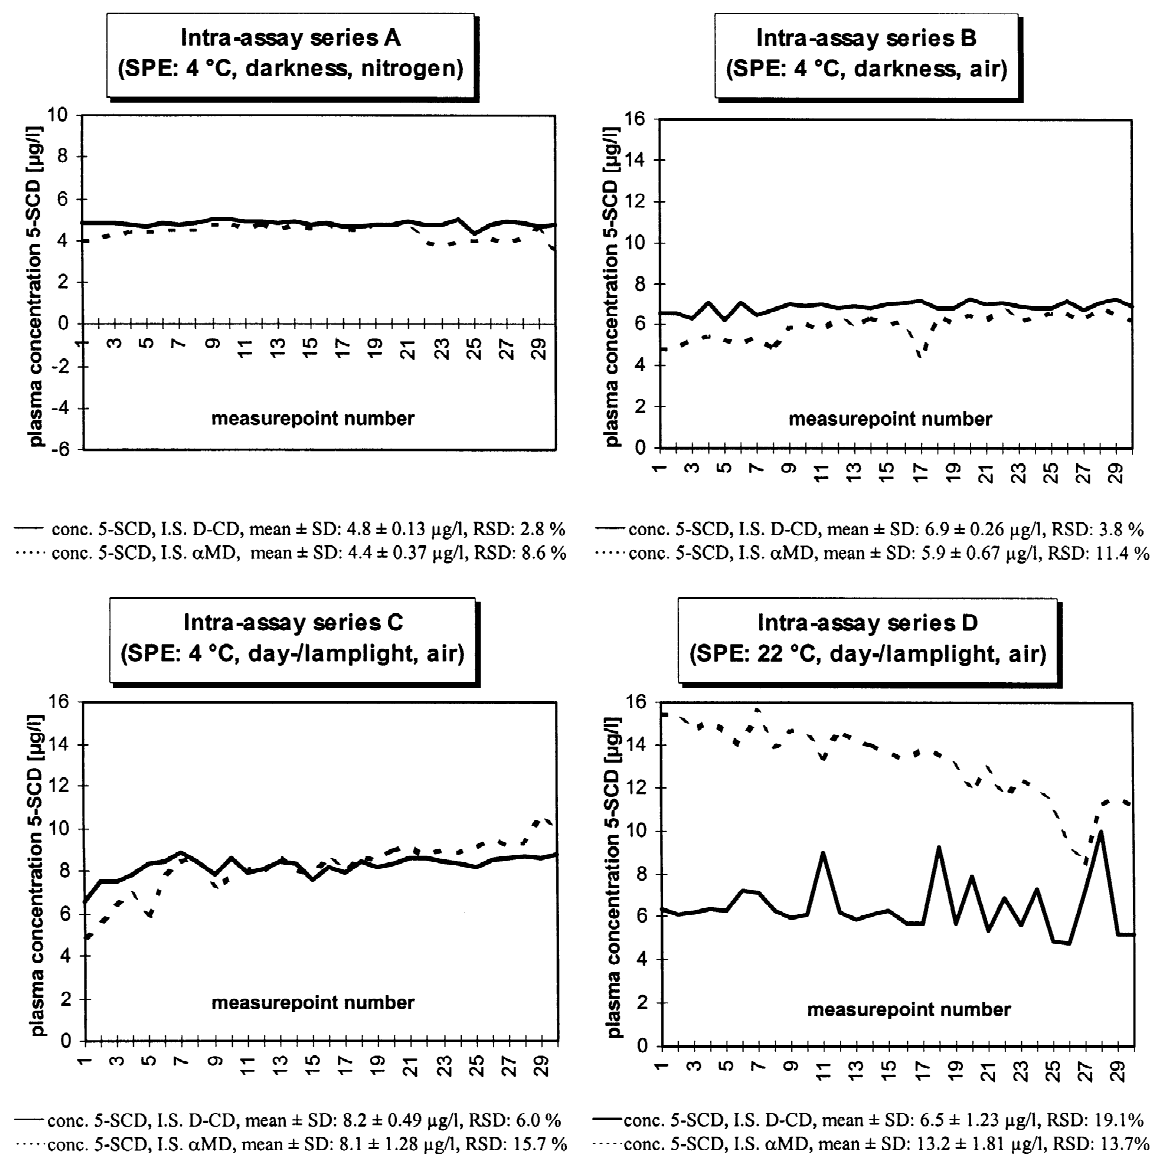 Intra-assay series A
(SPE: 4 °C, darkness, nitrogen)
plasma concentration 5-SCD [µg/l]
10
8
6
4
2
0
-2
-4
-6
1 3 5 7 9 11 13 15 17 19 21 23 25 27 29
measurepoint number
conc. 5-SCD, I.S. D-CD, mean ± SD: 4.8 ± 0.13 µg/l, RSD: 2.8 %
conc. 5-SCD, I.S. αMD, mean ± SD: 4.4 ± 0.37 µg/l, RSD: 8.6 %
Intra-assay series B
(SPE: 4 °C, darkness, air)
plasma concentration 5-SCD [µg/l]
16
14
12
10
8
6
4
2
0
measurepoint number
1 3 5 7 9 11 13 15 17 19 21 23 25 27 29
conc. 5-SCD, I.S. D-CD, mean ± SD: 6.9 ± 0.26 µg/l, RSD: 3.8 %
conc. 5-SCD, I.S. αMD, mean ± SD: 5.9 ± 0.67 µg/l, RSD: 11.4 %
Intra-assay series C
(SPE: 4 °C, day-/lamplight, air)
plasma concentration 5-SCD [µg/l]
16
14
12
10
8
6
4
2
0
measurepoint number
1 3 5 7 9 11 13 15 17 19 21 23 25 27 29
conc. 5-SCD, I.S. D-CD, mean ± SD: 8.2 ± 0.49 µg/l, RSD: 6.0 %
conc. 5-SCD, I.S. αMD, mean ± SD: 8.1 ± 1.28 µg/l, RSD: 15.7 %
Intra-assay series D
(SPE: 22 °C, day-/lamplight, air)
plasma concentration 5-SCD [µg/l]
16
14
12
10
8
6
4
2
0
measurepoint number
1 3 5 7 9 11 13 15 17 19 21 23 25 27 29
conc. 5-SCD, I.S. D-CD, mean ± SD: 6.5 ± 1.23 µg/l, RSD: 19.1%
conc. 5-SCD, I.S. αMD, mean ± SD: 13.2 ± 1.81 µg/l, RSD: 13.7%